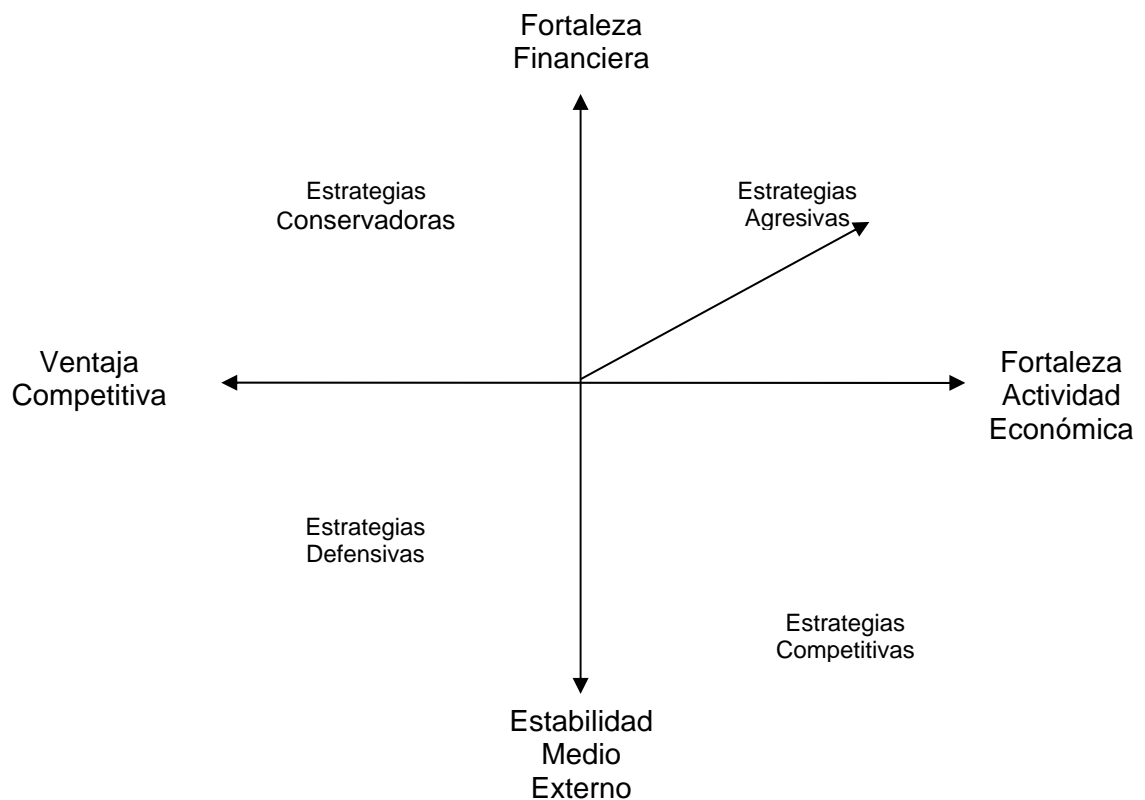 Fortaleza
Financiera
Estrategias
Conservadoras
Estrategias
Agresivas
Ventaja
Competitiva
Fortaleza
Actividad
Económica
Estrategias
Defensivas
Estrategias
Competitivas
Estabilidad
Medio
Externo